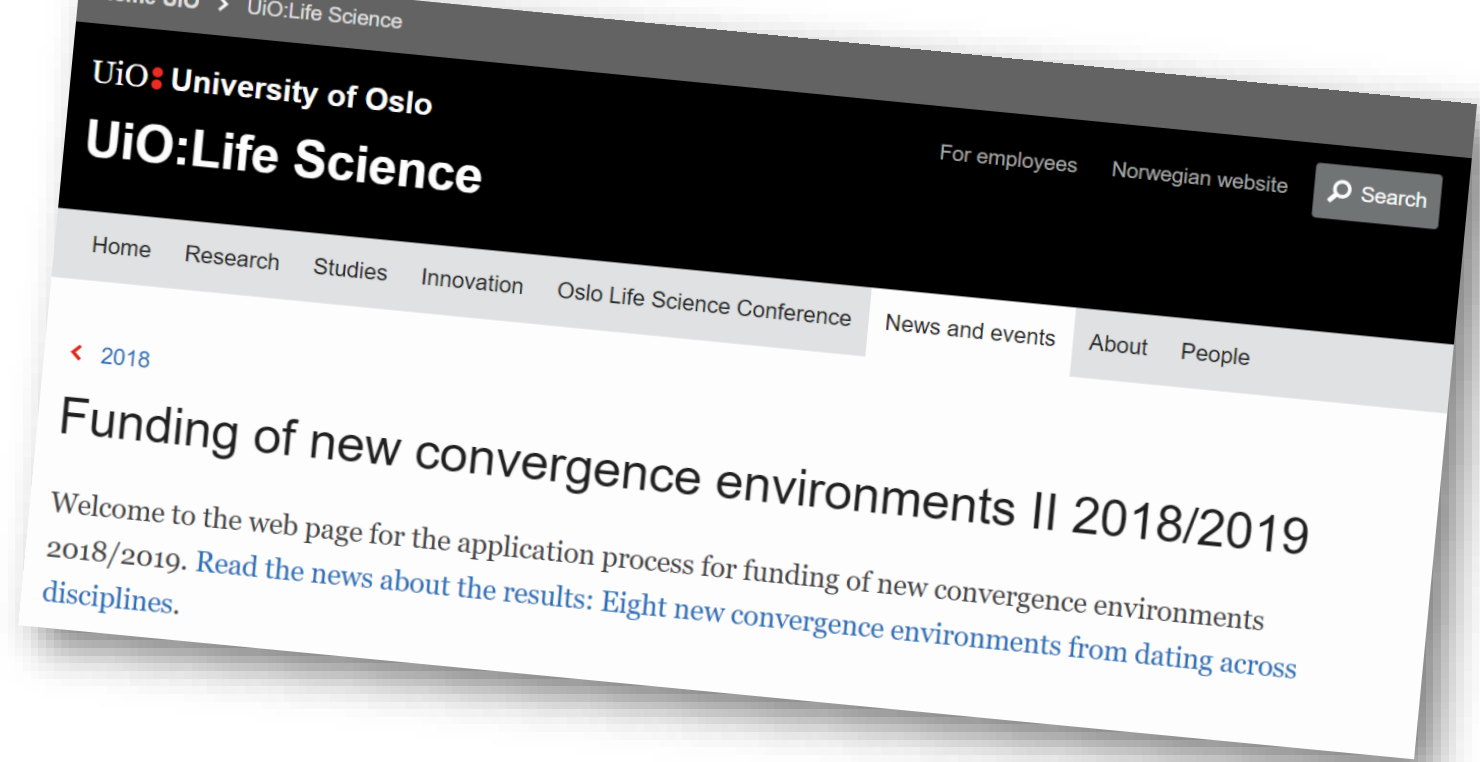 UiO > UiO:Life Science
UiO: University of Oslo
UiO:Life Science
For employees Norwegian website Search
Home Research Studies Innovation Oslo Life Science Conference News and events About People
2018
Funding of new convergence environments II 2018/2019
Welcome to the web page for the application process for funding of new convergence environments
2018/2019. Read the news about the results: Eight new convergence environments from dating across
disciplines.